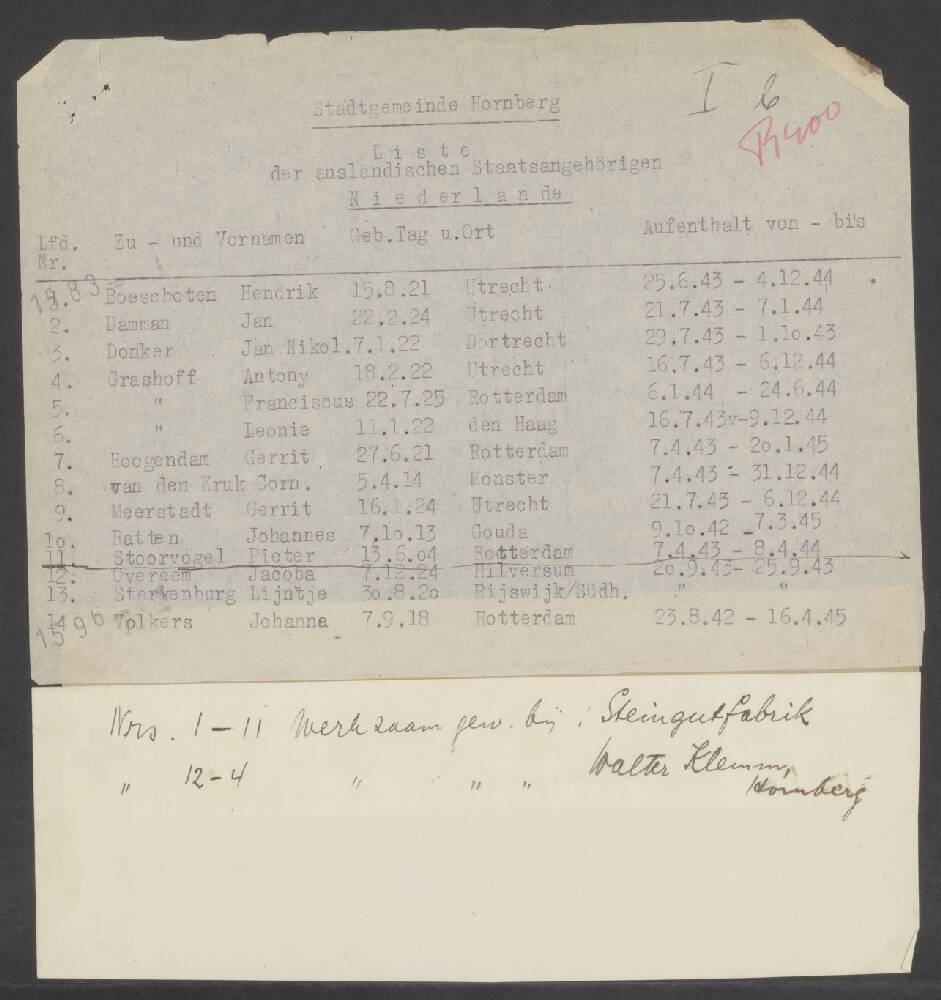 I 6
R400
Stadtgemeinde Hornberg
L i s t e
der ausländischen Staatsangehörigen
N i e d e r l a n d e
Lfd. Nr. Zu - und Vornamen Geb.Tag u.Ort Aufenthalt von - bis
1583
1. Boeschoten Hendrik 15.8.21 Utrecht 25.6.43 - 4.12.44
2. Damman Jan 22.2.24 Utrecht 21.7.43 - 7.1.44
3. Donker Jan Nikol. 7.1.22 Dortrecht 29.7.43 - 1.1o.43
4. Grashoff Antony 18.2.22 Utrecht 16.7.43 - 6.12.44
5. " Franciscus 22.7.25 Rotterdam 6.1.44 - 24.6.44
6. " Leonie 11.1.22 den Haag 16.7.43v-9.12.44
7. Hoogendam Gerrit 27.6.21 Rotterdam 7.4.43 - 2o.1.45
8. van den Kruk Corn. 5.4.14 Monster 7.4.43 - 31.12.44
9. Meerstadt Gerrit 16.1.24 Utrecht 21.7.43 - 6.12.44
1o. Ratten Johannes 7.1o.13 Gouda 9.1o.42 - 7.3.45
11. Stoorvogel Pieter 13.6.o4 Rotterdam 7.4.43 - 8.4.44
12. Overeem Jacoba 7.12.24 Hilversum 2o.9.43- 25.9.43
13. Sterkenburg Lijntje 3o.8.2o Rijswijk/Südh. " "
14 Volkers Johanna 7.9.18 Rotterdam 23.8.42 - 16.4.45
1596
Nrs. 1 - 11 werkzaam gew. bij : Steingutfabrik
" 12-4 " " " Walter Klemm,
Hornberg